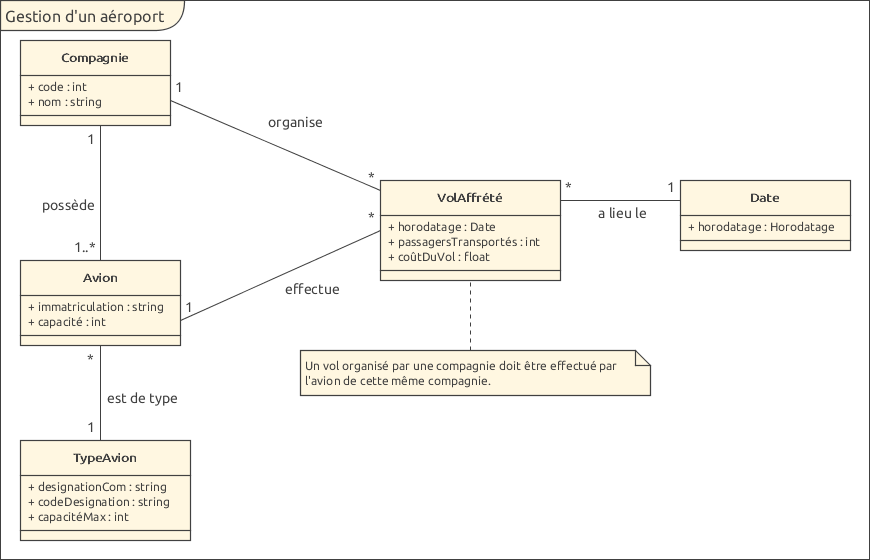 Gestion d'un aéroport
Compagnie
+ code : int
+ nom : string
1
organise
*
1
possède
1..*
VolAffrété
+ horodatage : Date
+ passagersTransportés : int
+ coûtDuVol : float
*
*
a lieu le
1
Date
+ horodatage : Horodatage
Avion
+ immatriculation : string
+ capacité : int
1
effectue
Un vol organisé par une compagnie doit être effectué par
l'avion de cette même compagnie.
*
est de type
1
TypeAvion
+ designationCom : string
+ codeDesignation : string
+ capacitéMax : int